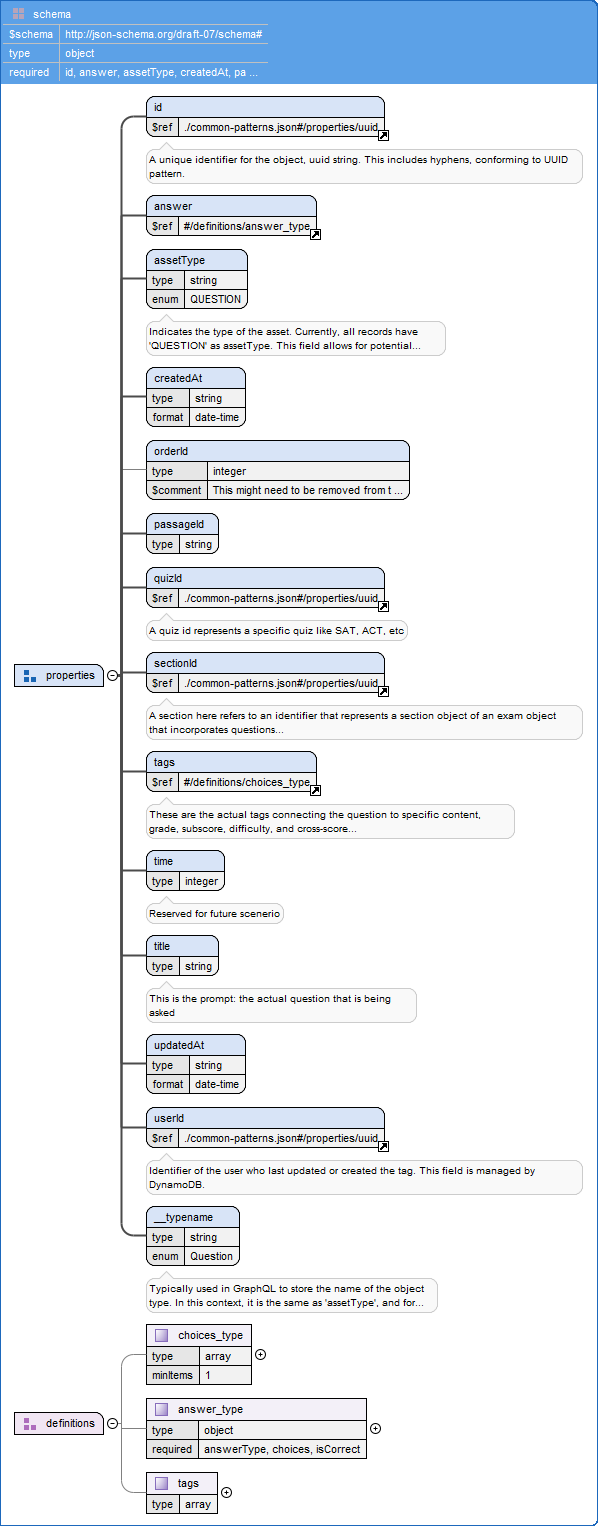 schema
$schema http://json-schema.org/draft-07/schema#
type object
required id, answer, assetType, createdAt, pa ...
id
$ref ./common-patterns.json#/properties/uuid
A unique identifier for the object, uuid string. This includes hyphens, conforming to UUID
pattern.
answer
$ref #/definitions/answer_type
assetType
type string
enum QUESTION
Indicates the type of the asset. Currently, all records have
'QUESTION' as assetType. This field allows for potential...
createdAt
type string
format date-time
orderId
type integer
$comment This might need to be removed from t ...
passageId
type string
quizId
$ref ./common-patterns.json#/properties/uuid
A quiz id represents a specific quiz like SAT, ACT, etc
properties
sectionId
$ref ./common-patterns.json#/properties/uuid
A section here refers to an identifier that represents a section object of an exam object
that incorporates questions...
tags
$ref #/definitions/choices_type
These are the actual tags connecting the question to specific content,
grade, subscore, difficulty, and cross-score...
time
type integer
Reserved for future scenerio
title
type string
This is the prompt: the actual question that is being
asked
updatedAt
type string
format date-time
userId
$ref ./common-patterns.json#/properties/uuid
Identifier of the user who last updated or created the tag. This field is managed by
DynamoDB.
__typename
type string
enum Question
Typically used in GraphQL to store the name of the object
type. In this context, it is the same as 'assetType', and for...
choices_type
type array
minItems 1
definitions
answer_type
type object
required answerType, choices, isCorrect
tags
type array